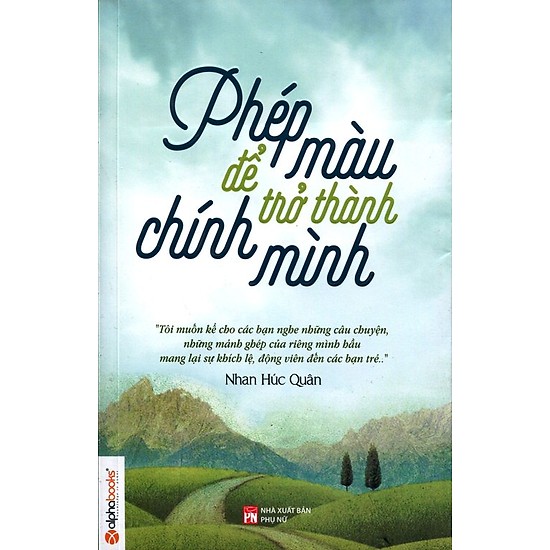 Phép màu
để trở thành
chính mình
"Tôi muốn kể cho các bạn nghe những câu chuyện,
những mảnh ghép của riêng mình hầu
mang lại sự khích lệ, động viên đến các bạn trẻ.."
Nhan Húc Quân
alphabooks
PN
NHÀ XUẤT BẢN
PHỤ NỮ